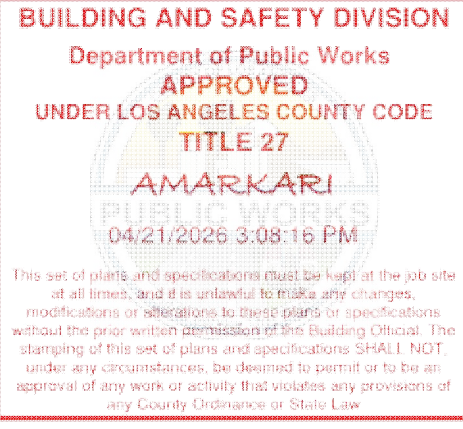 BUILDING AND SAFETY DIVISION
Department of Public Works
APPROVED
UNDER LOS ANGELES COUNTY CODE
TITLE 27
AMARKARI
PUBLIC WORKS
04/21/2026 3:08:16 PM
This set of plans and specifications must be kept at the job site
at all times, and it is unlawful to make any changes,
modifications or alterations to these plans or specifications
without the prior written permission of the Building Official. The
stamping of this set of plans and specifications SHALL NOT,
under any circumstances, be deemed to permit or to be an
approval of any work or activity that violates any provisions of
any County Ordinance or State Law